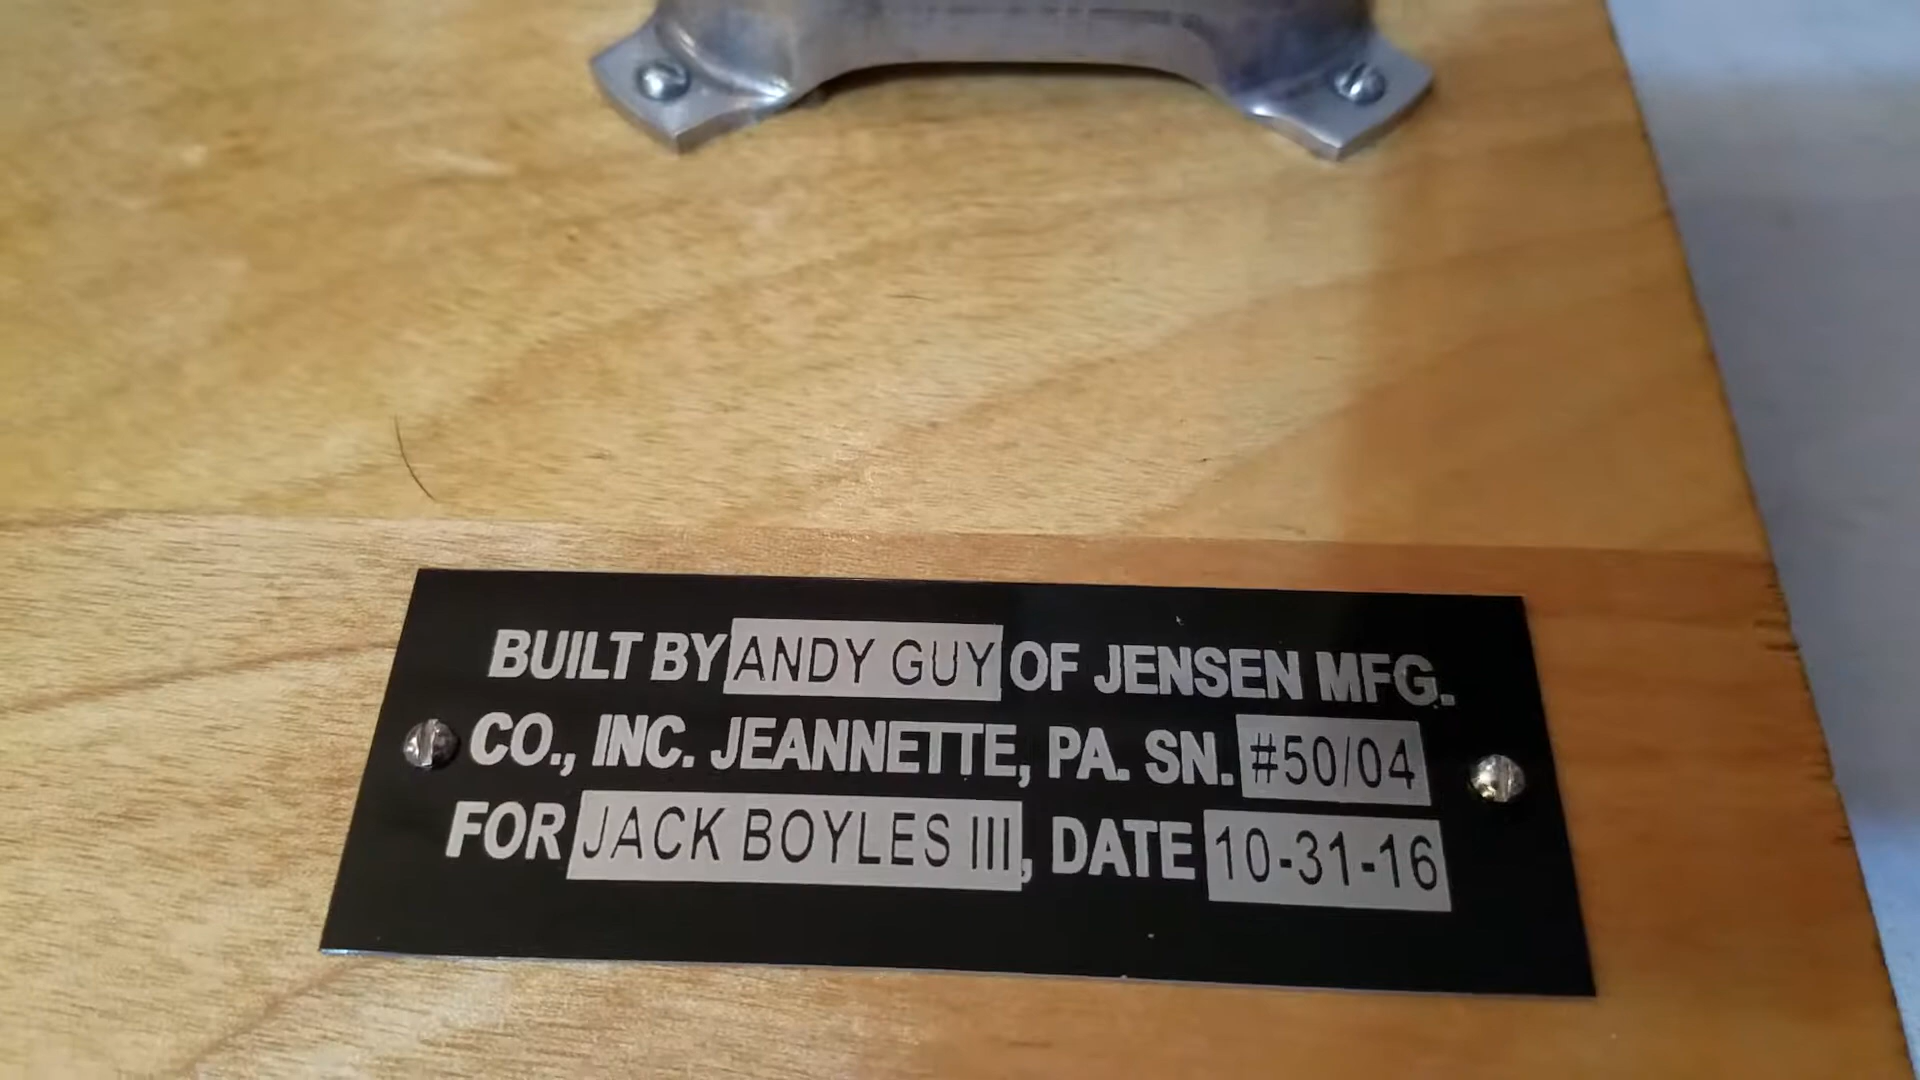 BUILT BY ANDY GUY OF JENSEN MFG.
CO., INC. JEANNETTE, PA. SN. #50/04
FOR JACK BOYLES III, DATE 10-31-16